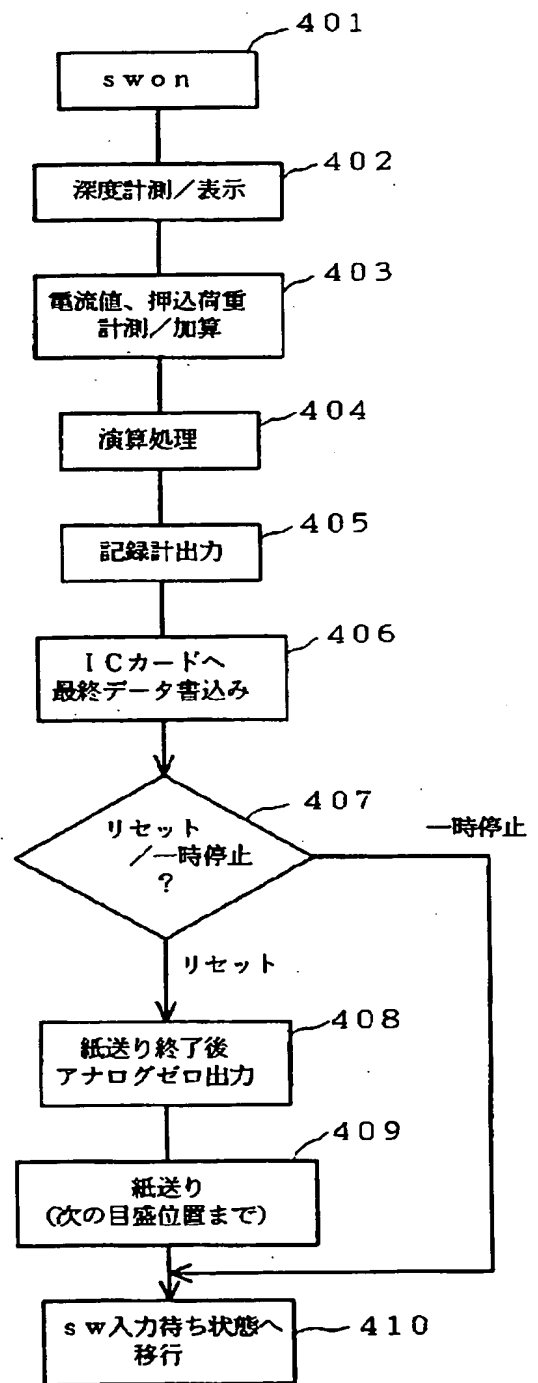 401
swon
402
深度計測/表示
403
電流値、押込荷重
計測/加算
404
演算処理
405
記録計出力
406
ICカードへ
最終データ書込み
407
リセット
/一時停止
?
一時停止
リセット
408
紙送り終了後
アナログゼロ出力
409
紙送り
(次の目盛位置まで)
sw入力待ち状態へ
移行
410